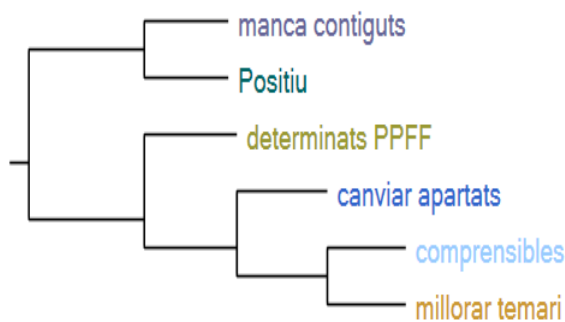 manca contiguts
Positiu
determinats PPFF
canviar apartats
comprensibles
millorar temari